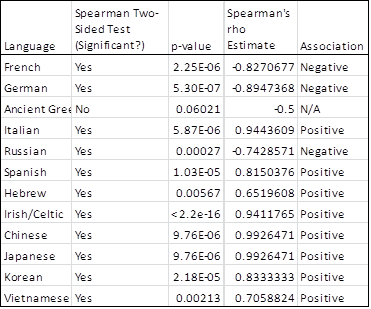 Language Spearman Two-Sided Test (Significant?) p-value Spearman's rho Estimate Association
French Yes 2.25E-06 -0.8270677 Negative
German Yes 5.30E-07 -0.8947368 Negative
Ancient Gree No 0.06021 -0.5 N/A
Italian Yes 5.87E-06 0.9443609 Positive
Russian Yes 0.00027 -0.7428571 Negative
Spanish Yes 1.03E-05 0.8150376 Positive
Hebrew Yes 0.00567 0.6519608 Positive
Irish/Celtic Yes <2.2e-16 0.9411765 Positive
Chinese Yes 9.76E-06 0.9926471 Positive
Japanese Yes 9.76E-06 0.9926471 Positive
Korean Yes 2.18E-05 0.8333333 Positive
Vietnamese Yes 0.00213 0.7058824 Positive